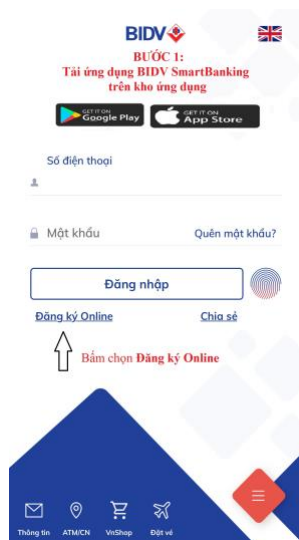 BIDV
BƯỚC 1:
Tải ứng dụng BIDV SmartBanking
trên kho ứng dụng
GET IT ON
Google Play
GET IT ON
App Store
Số điện thoại
Mật khẩu
Quên mật khẩu?
Đăng nhập
Đăng ký Online
Chia sẻ
Bấm chọn Đăng ký Online
Thông tin
ATM/CN
VnShop
Đặt vé